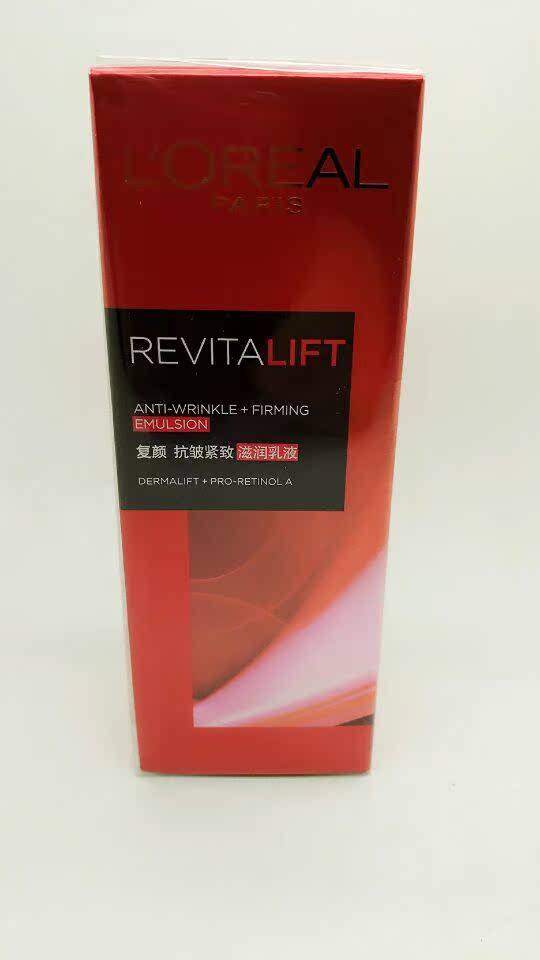 L'ORÉAL
PARIS
REVITALIFT
ANTI-WRINKLE + FIRMING
EMULSION
复颜 抗皱紧致 滋润乳液
DERMALIFT + PRO-RETINOL A